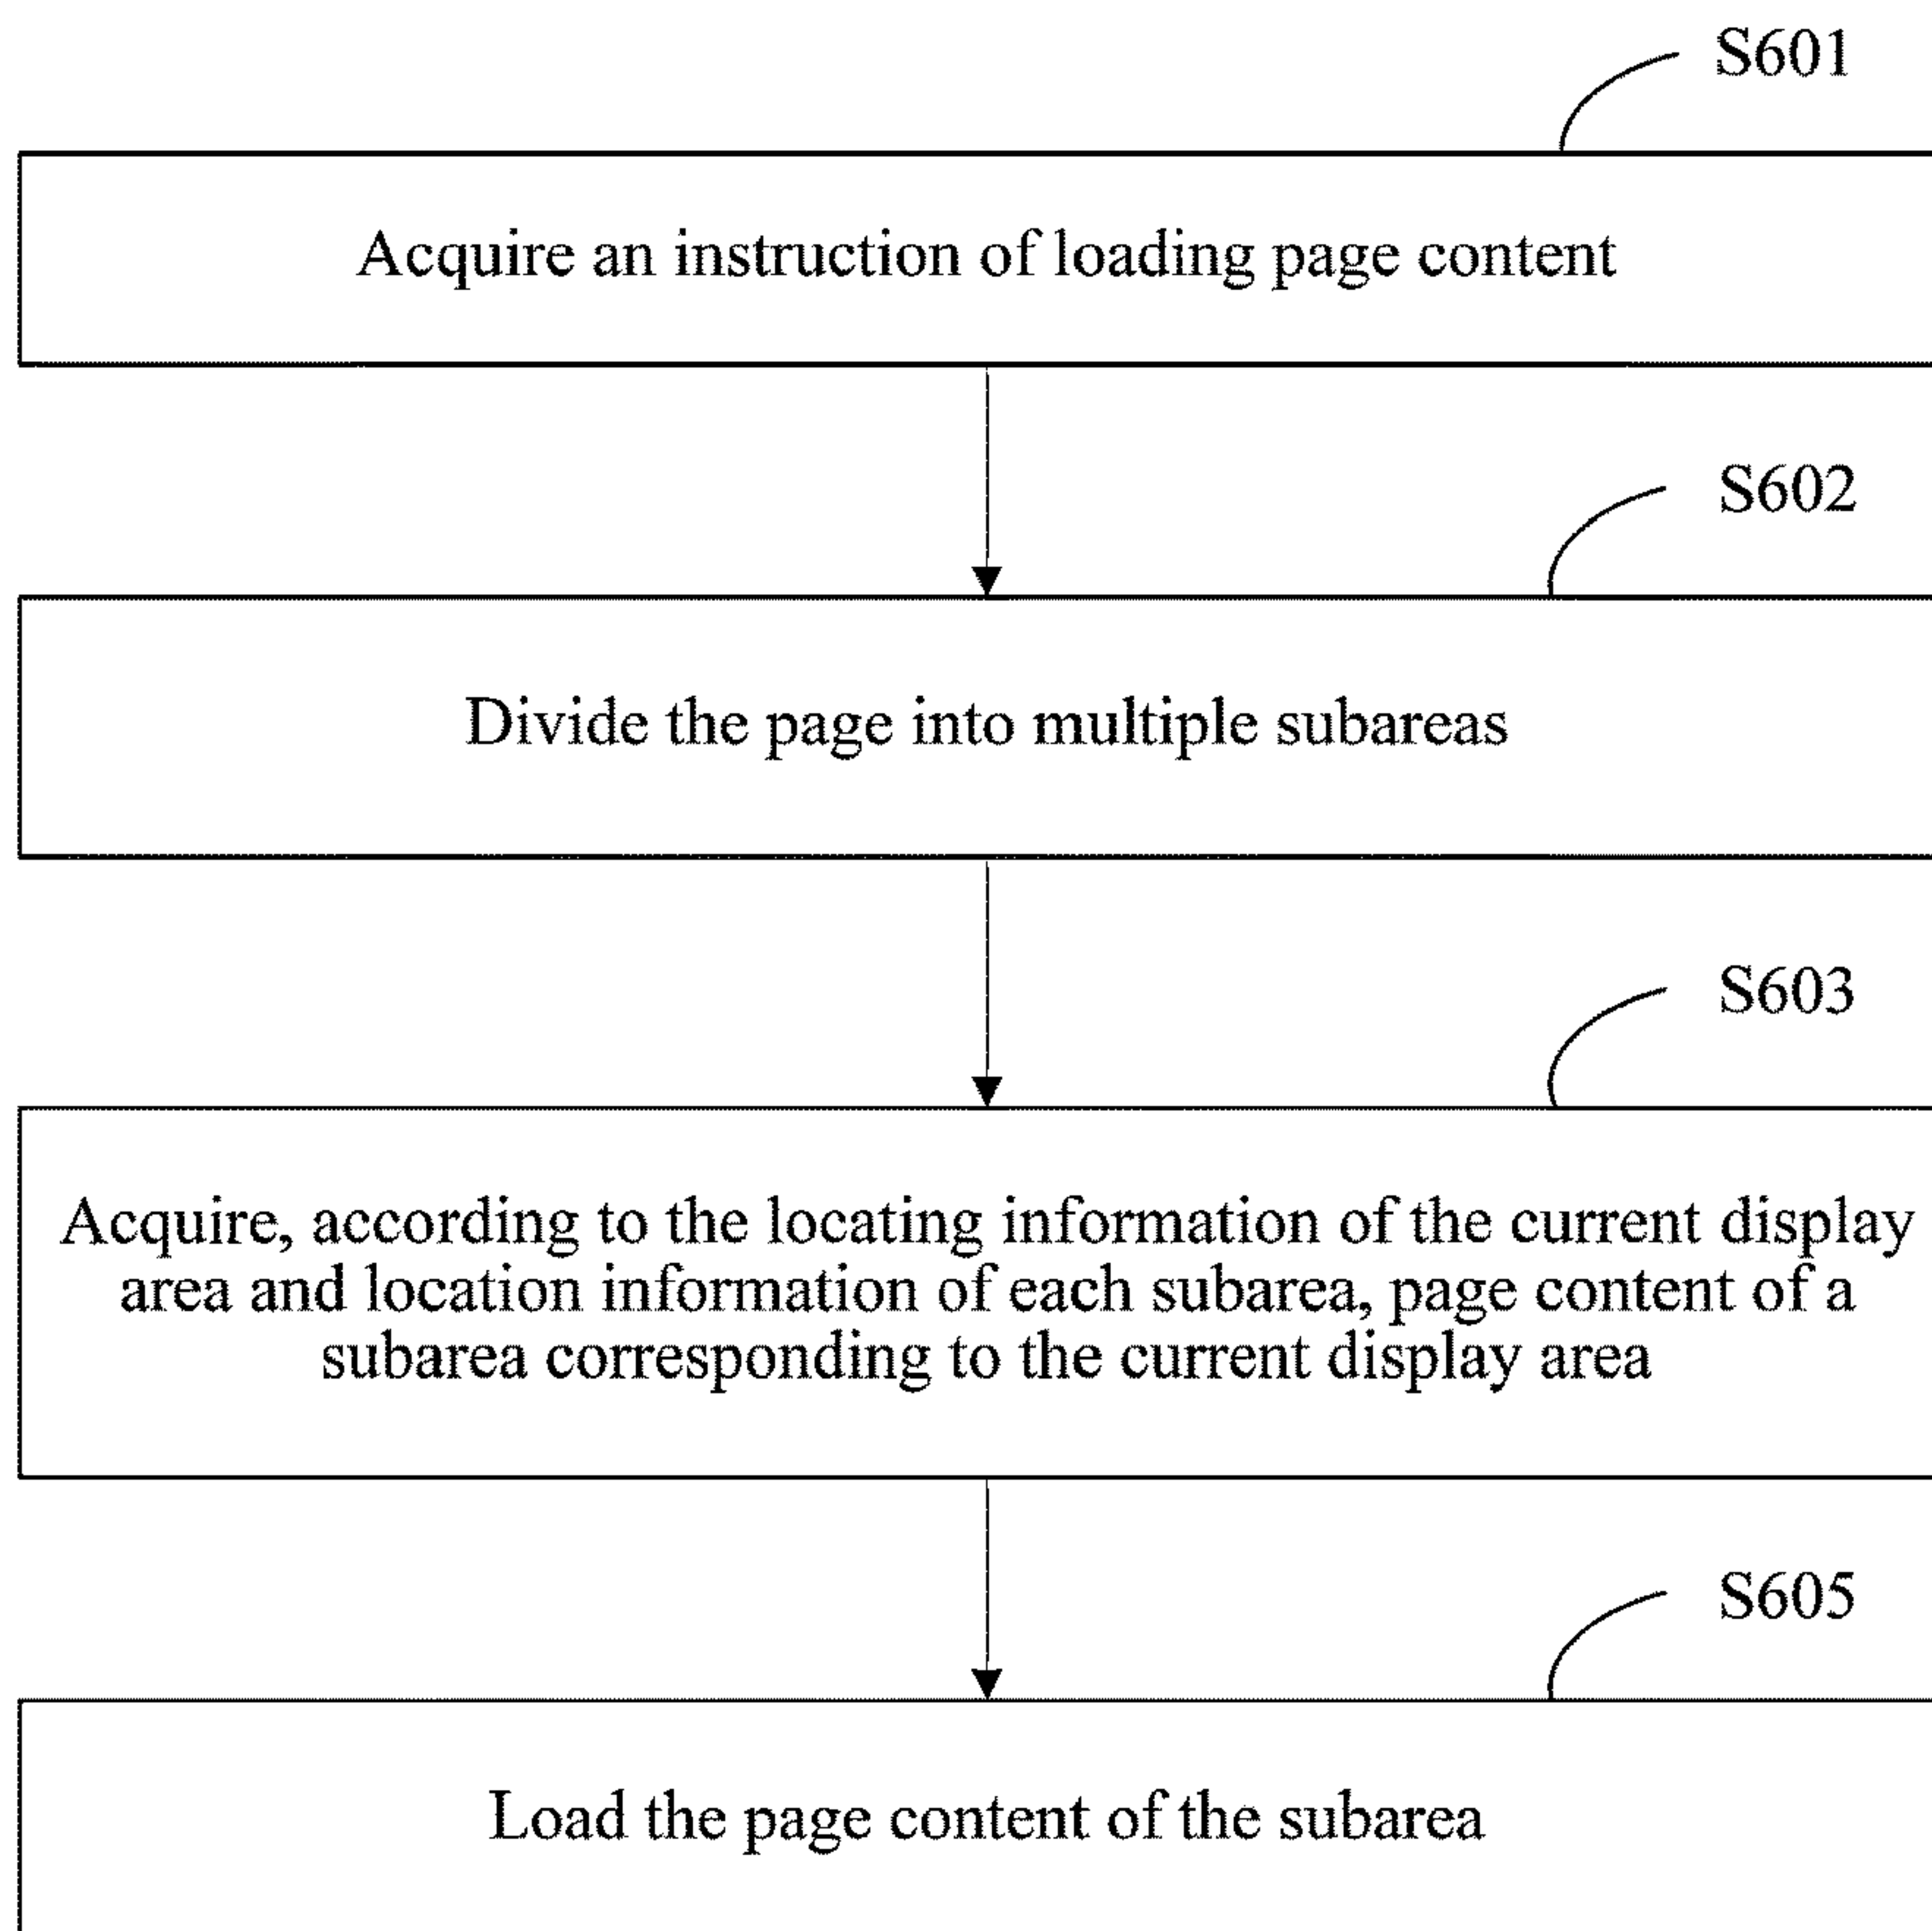 S601
Acquire an instruction of loading page content
S602
Divide the page into multiple subareas
S603
Acquire, according to the locating information of the current display
area and location information of each subarea, page content of a
subarea corresponding to the current display area
S605
Load the page content of the subarea